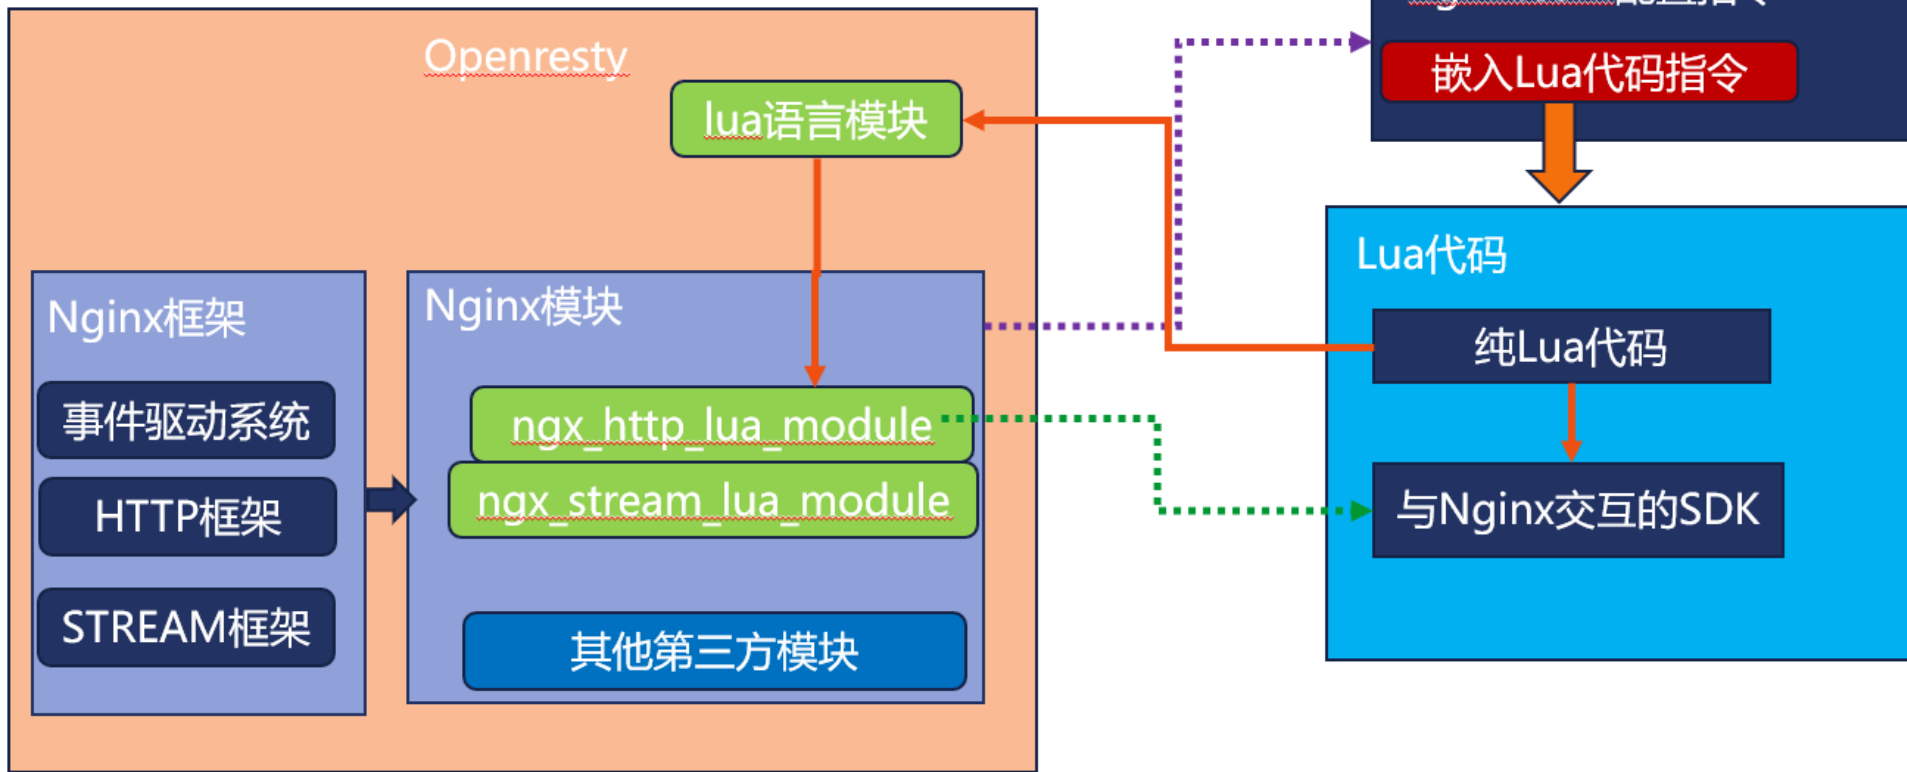 Openresty
lua语言模块
Nginx框架
事件驱动系统
HTTP框架
STREAM框架
Nginx模块
ngx_http_lua_module
ngx_stream_lua_module
其他第三方模块
嵌入Lua代码指令
Lua代码
纯Lua代码
与Nginx交互的SDK